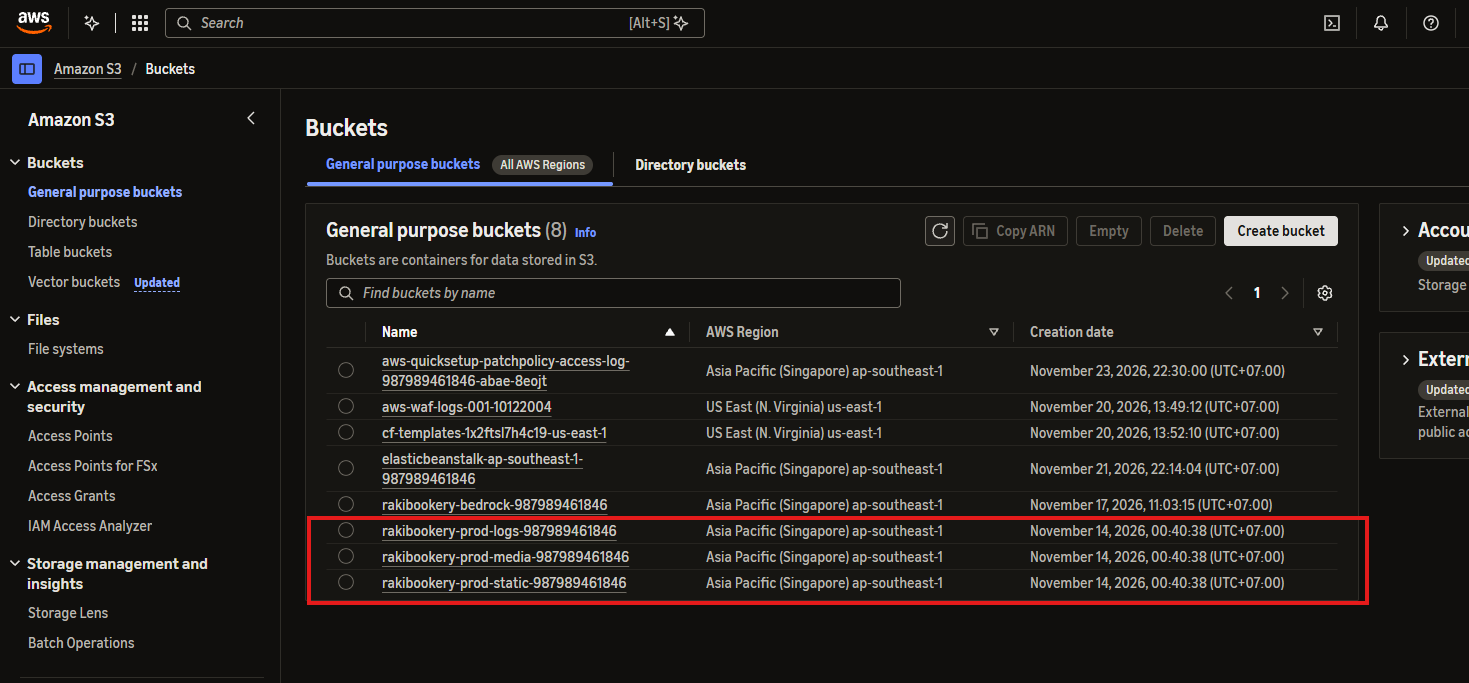 aws
Search
[Alt+S]
Amazon S3 / Buckets
Amazon S3
Buckets
General purpose buckets
Directory buckets
Table buckets
Vector buckets Updated
Files
File systems
Access management and
security
Access Points
Access Points for FSx
Access Grants
IAM Access Analyzer
Storage management and
insights
Storage Lens
Batch Operations
Buckets
General purpose buckets All AWS Regions Directory buckets
General purpose buckets (8) Info
Copy ARN Empty Delete Create bucket
Buckets are containers for data stored in S3.
Find buckets by name
1
Name AWS Region Creation date
aws-quicksetup-patchpolicy-access-log-
987989461846-abae-8eojt Asia Pacific (Singapore) ap-southeast-1 November 23, 2026, 22:30:00 (UTC+07:00)
aws-waf-logs-001-10122004 US East (N. Virginia) us-east-1 November 20, 2026, 13:49:12 (UTC+07:00)
cf-templates-1x2ftsl7h4c19-us-east-1 US East (N. Virginia) us-east-1 November 20, 2026, 13:52:10 (UTC+07:00)
elasticbeanstalk-ap-southeast-1-
987989461846 Asia Pacific (Singapore) ap-southeast-1 November 21, 2026, 22:14:04 (UTC+07:00)
rakibookery-bedrock-987989461846 Asia Pacific (Singapore) ap-southeast-1 November 17, 2026, 11:03:15 (UTC+07:00)
rakibookery-prod-logs-987989461846 Asia Pacific (Singapore) ap-southeast-1 November 14, 2026, 00:40:38 (UTC+07:00)
rakibookery-prod-media-987989461846 Asia Pacific (Singapore) ap-southeast-1 November 14, 2026, 00:40:38 (UTC+07:00)
rakibookery-prod-static-987989461846 Asia Pacific (Singapore) ap-southeast-1 November 14, 2026, 00:40:38 (UTC+07:00)
Accou
Updated
Storage
Extern
Updated
External
public ac